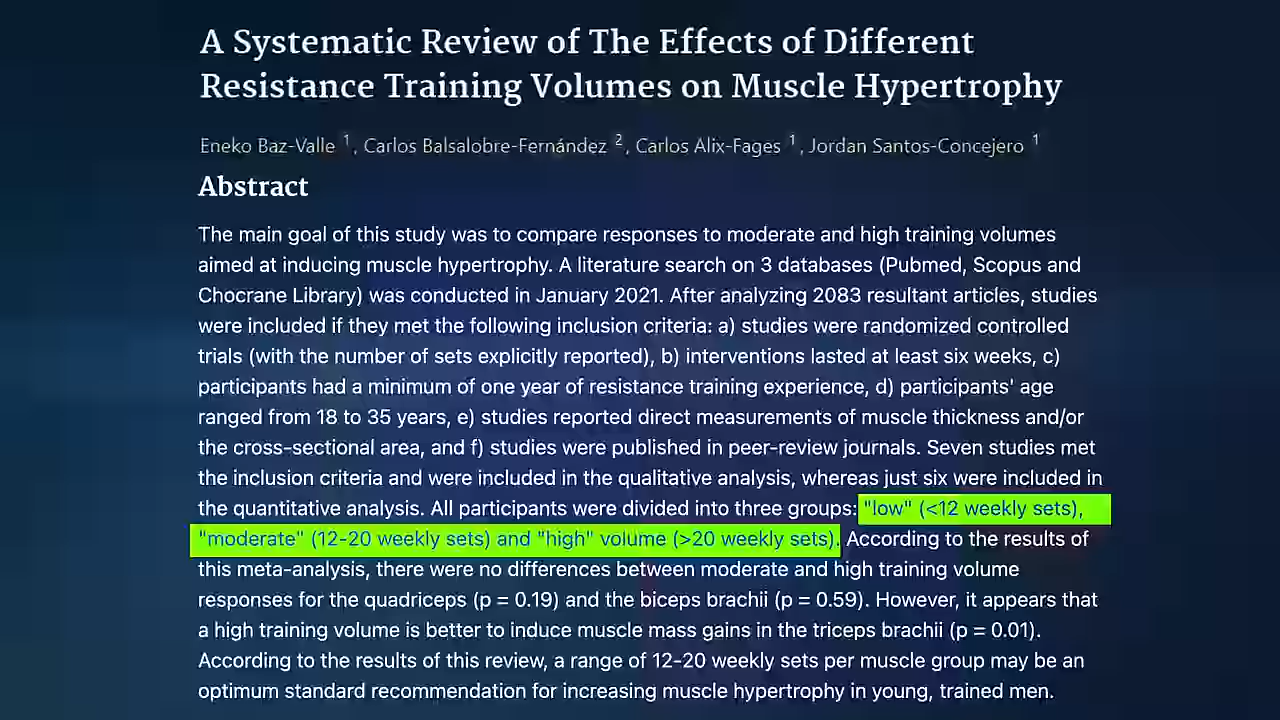 A Systematic Review of The Effects of Different
Resistance Training Volumes on Muscle Hypertrophy
Eneko Baz-Valle 1, Carlos Balsalobre-Fernández 2, Carlos Alix-Fages 1, Jordan Santos-Concejero 1
Abstract
The main goal of this study was to compare responses to moderate and high training volumes
aimed at inducing muscle hypertrophy. A literature search on 3 databases (Pubmed, Scopus and
Chocrane Library) was conducted in January 2021. After analyzing 2083 resultant articles, studies
were included if they met the following inclusion criteria: a) studies were randomized controlled
trials (with the number of sets explicitly reported), b) interventions lasted at least six weeks, c)
participants had a minimum of one year of resistance training experience, d) participants' age
ranged from 18 to 35 years, e) studies reported direct measurements of muscle thickness and/or
the cross-sectional area, and f) studies were published in peer-review journals. Seven studies met
the inclusion criteria and were included in the qualitative analysis, whereas just six were included in
the quantitative analysis. All participants were divided into three groups: "low" (<12 weekly sets),
"moderate" (12-20 weekly sets) and "high" volume (>20 weekly sets). According to the results of
this meta-analysis, there were no differences between moderate and high training volume
responses for the quadriceps (p = 0.19) and the biceps brachii (p = 0.59). However, it appears that
a high training volume is better to induce muscle mass gains in the triceps brachii (p = 0.01).
According to the results of this review, a range of 12-20 weekly sets per muscle group may be an
optimum standard recommendation for increasing muscle hypertrophy in young, trained men.